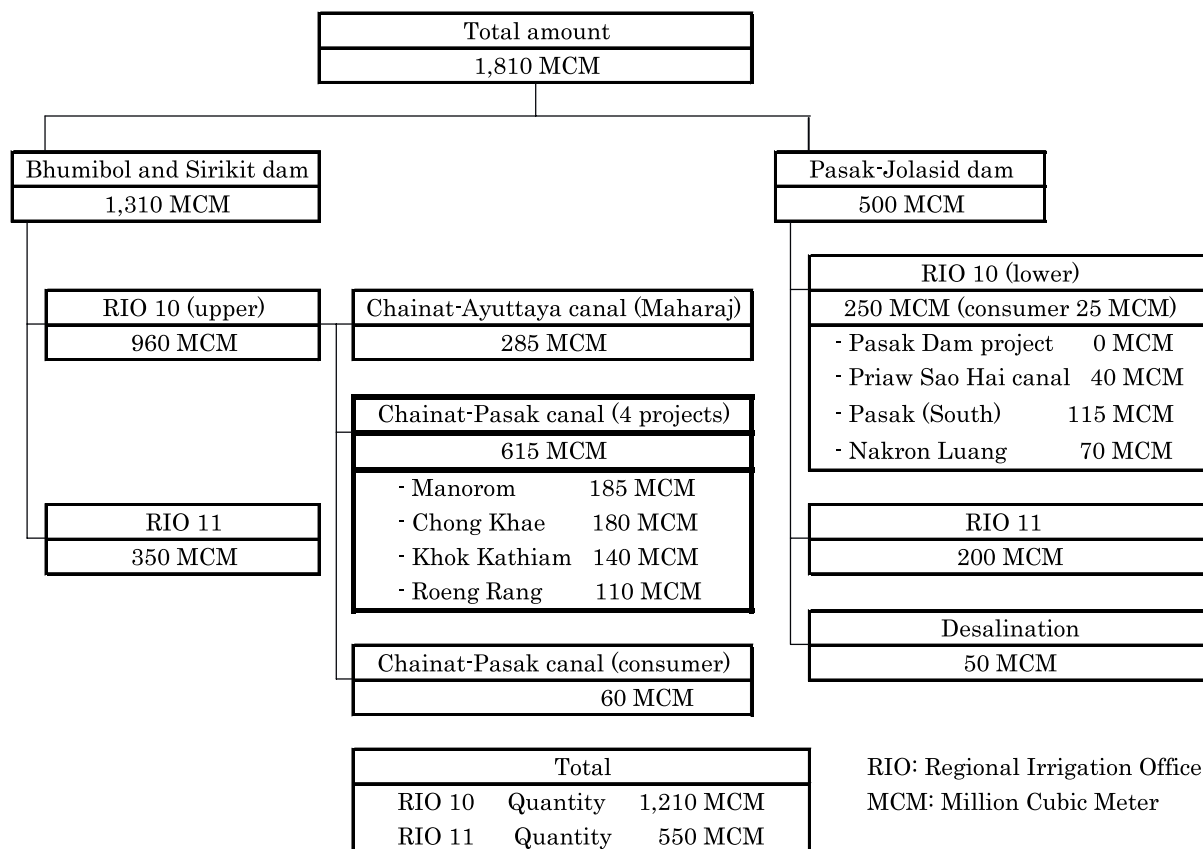 Total amount
1,810 MCM
Bhumibol and Sirikit dam
1,310 MCM
Pasak-Jolasid dam
500 MCM
RIO 10 (upper)
960 MCM
Chainat-Ayuttaya canal (Maharaj)
285 MCM
Chainat-Pasak canal (4 projects)
615 MCM
- Manorom 185 MCM
- Chong Khae 180 MCM
- Khok Kathiam 140 MCM
- Roeng Rang 110 MCM
Chainat-Pasak canal (consumer)
60 MCM
RIO 11
350 MCM
RIO 10 (lower)
250 MCM (consumer 25 MCM)
- Pasak Dam project 0 MCM
- Priaw Sao Hai canal 40 MCM
- Pasak (South) 115 MCM
- Nakron Luang 70 MCM
RIO 11
200 MCM
Desalination
50 MCM
Total
RIO 10 Quantity 1,210 MCM
RIO 11 Quantity 550 MCM
RIO: Regional Irrigation Office
MCM: Million Cubic Meter